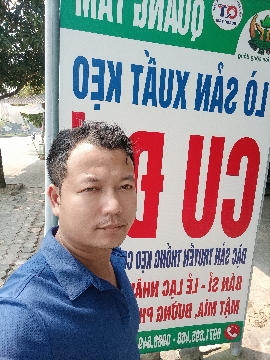 QUANG TÂM
LÒ SẢN XUẤT KẸO
CU Đ
ĐẶC SẢN TRUYỀN THỐNG KẸO C
BÁN SỈ - LẺ LẠC NHÂ
MẬT MÍA, ĐƯỜNG PH